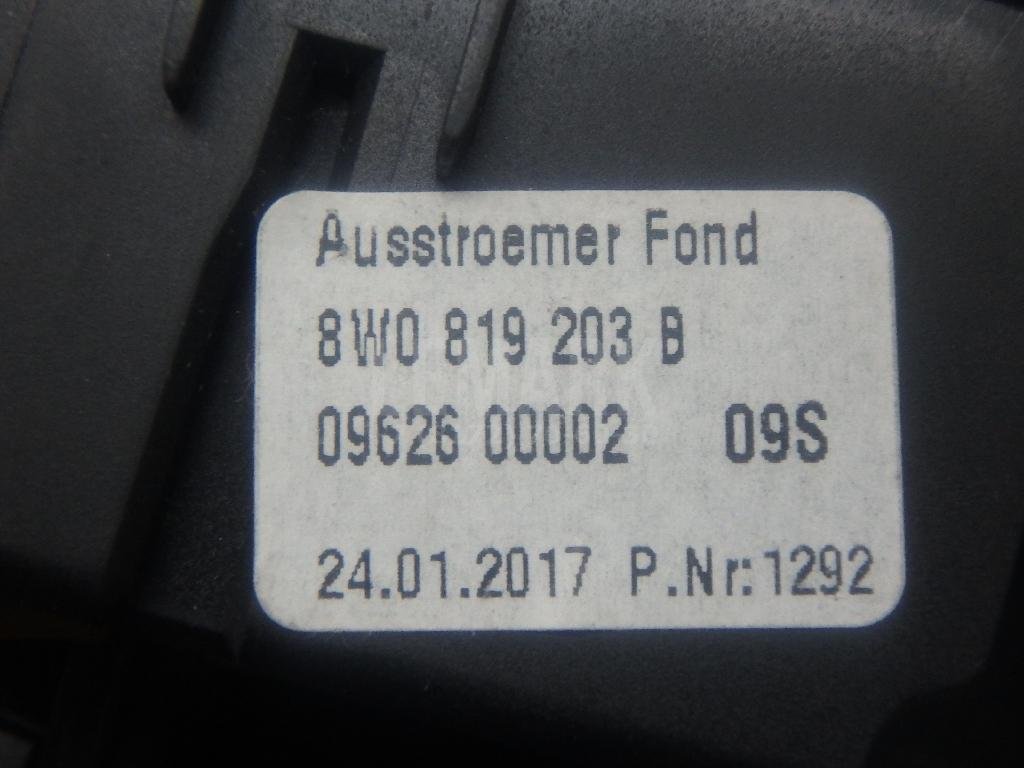 Ausstroemer Fond
8W0 819 203 B
09626 00002 09S
24.01.2017 P.Nr:1292